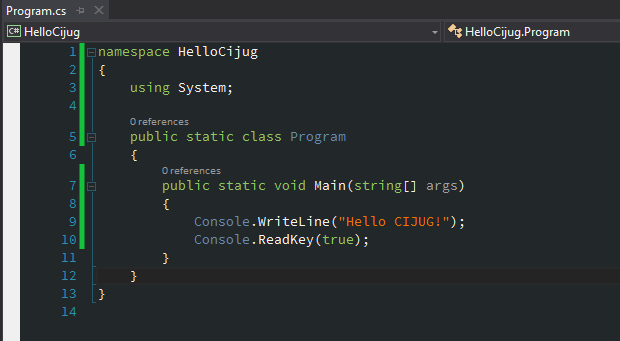 Program.cs
C# HelloCijug HelloCijug.Program
1 namespace HelloCijug
2 {
3 using System;
4
0 references
5 public static class Program
6 {
0 references
7 public static void Main(string[] args)
8 {
9 Console.WriteLine("Hello CIJUG!");
10 Console.ReadKey(true);
11 }
12 }
13 }
14